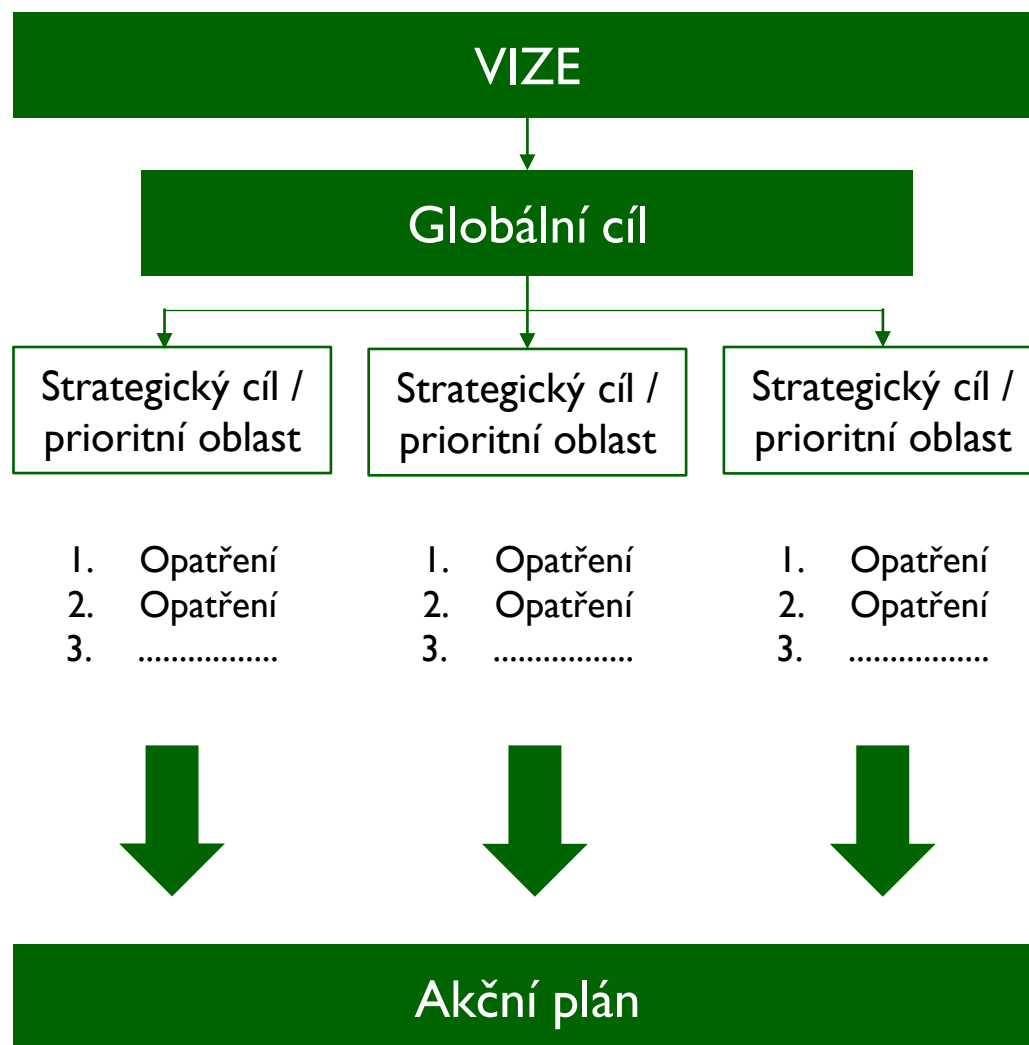 VIZE
Globální cíl
Strategický cíl /
prioritní oblast
Strategický cíl /
prioritní oblast
Strategický cíl /
prioritní oblast
1. Opatření
2. Opatření
3. .................
1. Opatření
2. Opatření
3. .................
1. Opatření
2. Opatření
3. .................
Akční plán